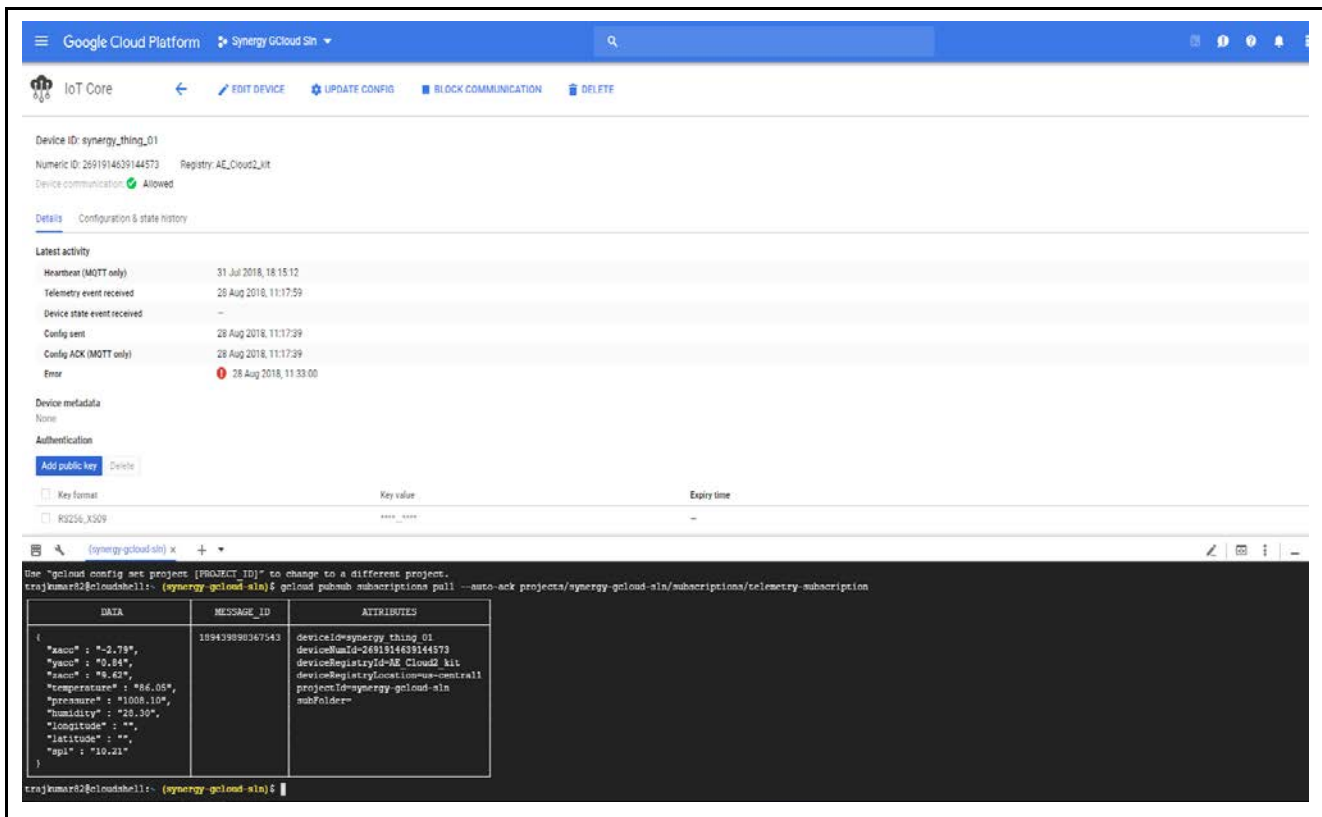 Google Cloud Platform Synergy GCloud Sln
IoT Core EDIT DEVICE UPDATE CONFIG BLOCK COMMUNICATION DELETE
Device ID: synergy_thing_01
Numeric ID: 2691914639144573 Registry: AE_Cloud2_kit
Device communication: Allowed
Details Configuration & state history
Latest activity
Heartbeat (MQTT only) 31 Jul 2018, 18:15:12
Telemetry event received 28 Aug 2018, 11:17:59
Device state event received –
Config sent 28 Aug 2018, 11:17:39
Config ACK (MQTT only) 28 Aug 2018, 11:17:39
Error 28 Aug 2018, 11:33:00
Device metadata
None
Authentication
Add public key Delete
Key format Key value Expiry time
RS256_X509 ****...**** –
(synergy-gcloud-sln) x + 
Use "gcloud config set project [PROJECT_ID]" to change to a different project.
trajkumar82@cloudshell:~ (synergy-gcloud-sln)$ gcloud pubsub subscriptions pull --auto-ack projects/synergy-gcloud-sln/subscriptions/telemetry-subscription
DATA MESSAGE_ID ATTRIBUTES
{ 189439898367543 deviceId=synergy_thing_01
"xacc" : "-2.79", deviceNumId=2691914639144573
"yacc" : "0.84", deviceRegistryId=AE_Cloud2_kit
"zacc" : "9.62", deviceRegistryLocation=us-central1
"temperature" : "86.05", projectId=synergy-gcloud-sln
"pressure" : "1008.10", subFolder=
"humidity" : "28.30",
"longitude" : "",
"latitude" : "",
"spl" : "10.21"
}
trajkumar82@cloudshell:~ (synergy-gcloud-sln)$